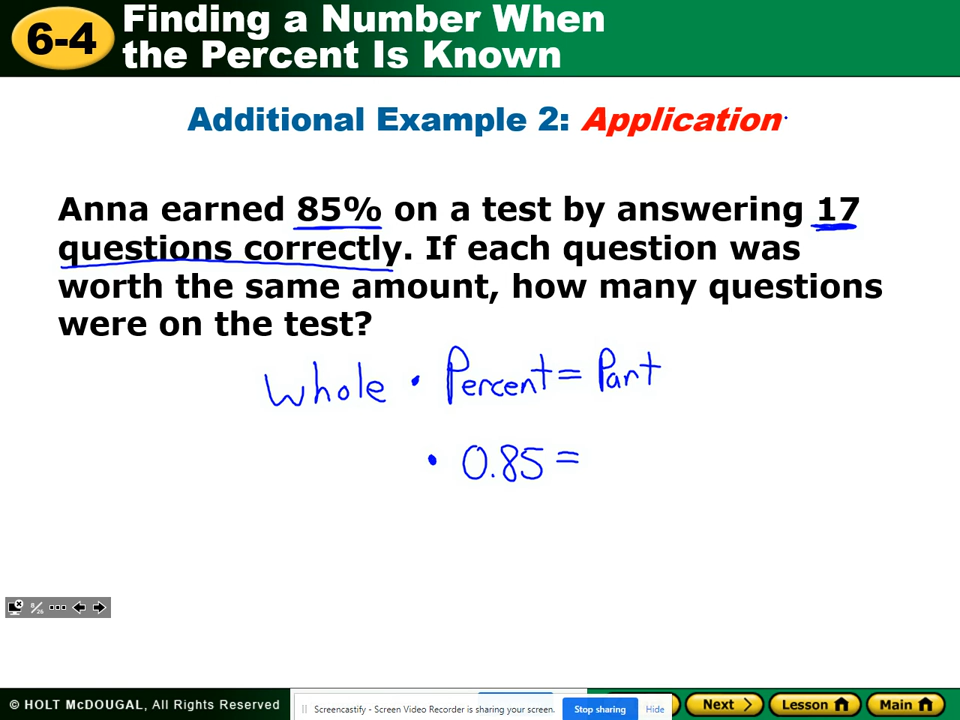 6-4
Finding a Number When
the Percent Is Known
Additional Example 2: Application
Anna earned 85% on a test by answering 17
questions correctly. If each question was
worth the same amount, how many questions
were on the test?
Whole · Percent = Part
· 0.85 =
8/26
© HOLT MCDOUGAL, All Rights Reserved
Screencastify - Screen Video Recorder is sharing your screen. Stop sharing Hide
Next Lesson Main